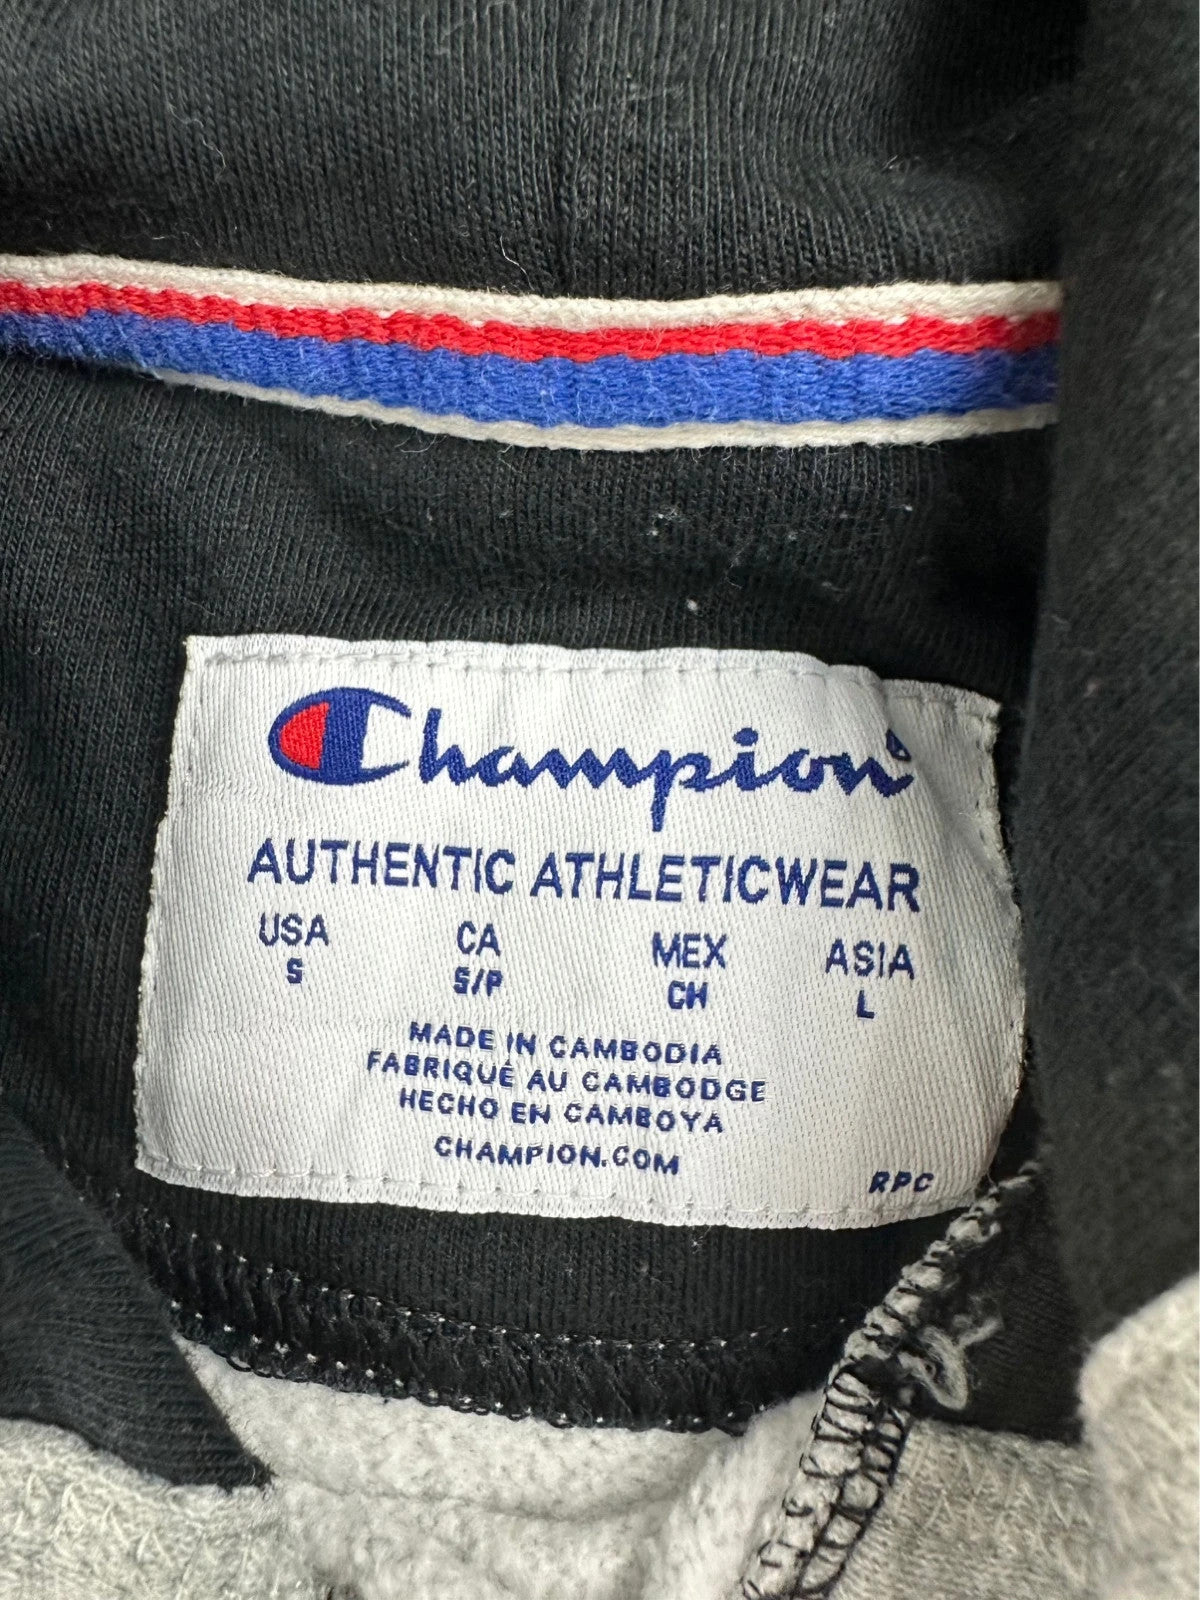 Champion
AUTHENTIC ATHLETICWEAR
USA CA MEX ASIA
S S/P CH L
MADE IN CAMBODIA
FABRIQUÉ AU CAMBODGE
HECHO EN CAMBOYA
CHAMPION.COM
RPC